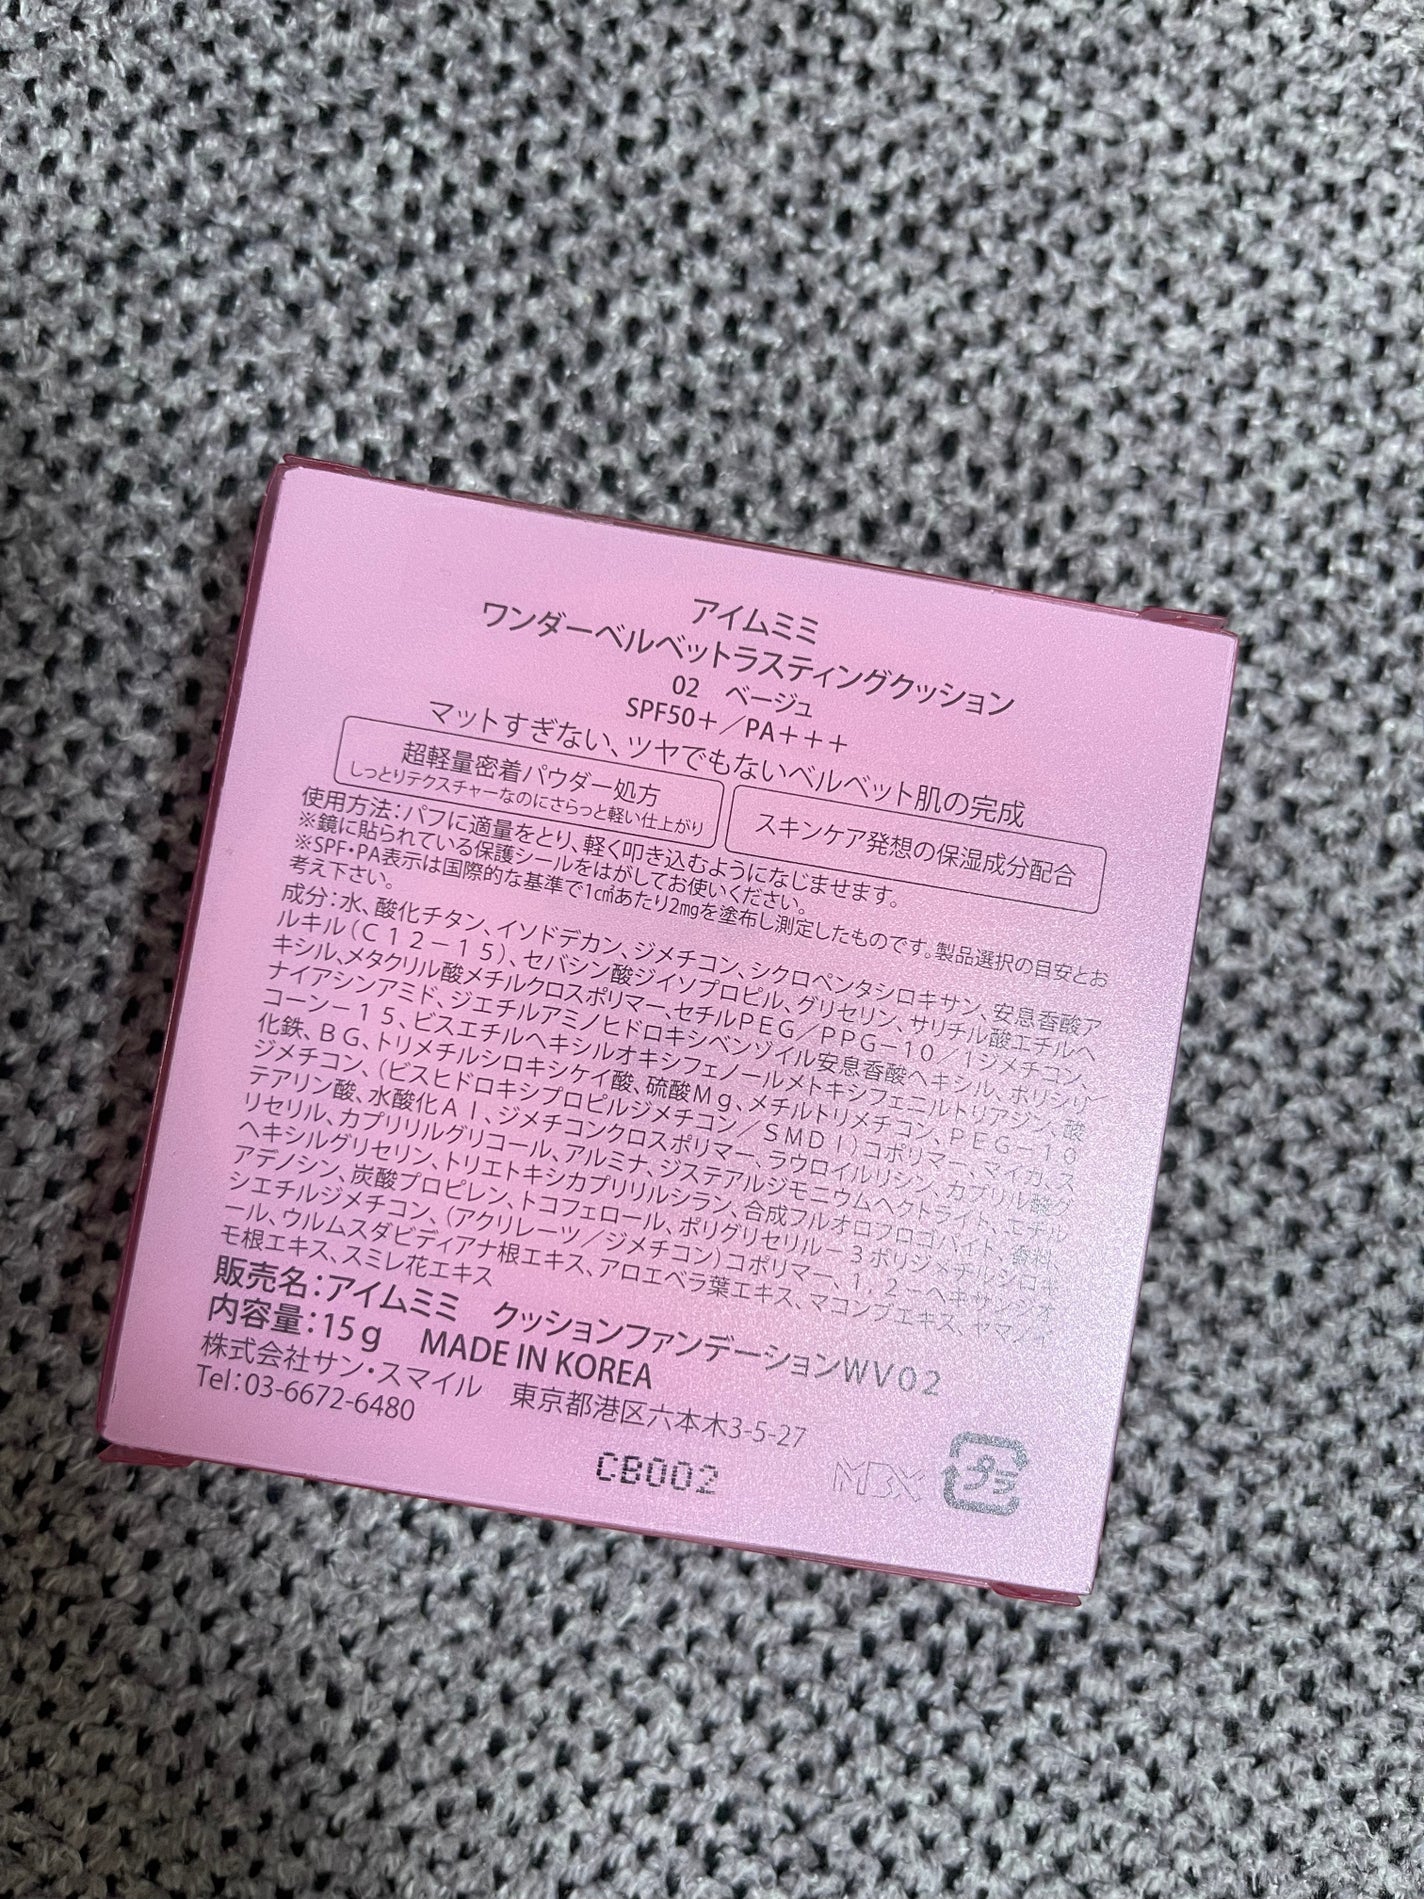 アイムミミ
ワンダーベルベットラスティングクッション
02　ベージュ
SPF50＋／PA＋＋＋
マットすぎない、ツヤでもないベルベット肌の完成
超軽量密着パウダー処方
しっとりテクスチャーなのにさらっと軽い仕上がり
スキンケア発想の保湿成分配合
使用方法：パフに適量をとり、軽く叩き込むようになじませます。
※鏡に貼られている保護シールをはがしてお使いください。
※SPF・PA表示は国際的な基準で1c㎡あたり2㎎を塗布し測定したものです。製品選択の目安とお
考え下さい。
成分：水、酸化チタン、イソドデカン、ジメチコン、シクロペンタシロキサン、安息香酸ア
ルキル（Ｃ１２－１５）、セバシン酸ジイソプロピル、グリセリン、サリチル酸エチルヘ
キシル、メタクリル酸メチルクロスポリマー、セチルＰＥＧ／ＰＰＧ－１０／１ジメチコン、
ナイアシンアミド、ジエチルアミノヒドロキシベンゾイル安息香酸ヘキシル、ポリシリ
コーン－１５、ビスエチルヘキシルオキシフェノールメトキシフェニルトリアジン、酸
化鉄、ＢＧ、トリメチルシロキシケイ酸、硫酸Ｍｇ、メチルトリメチコン、ＰＥＧ－１０
ジメチコン、（ビスヒドロキシプロピルジメチコン／ＳＭＤＩ）コポリマー、マイカ、ス
テアリン酸、水酸化Ａｌ、ジメチコンクロスポリマー、ラウロイルリシン、カプリル酸グ
リセリル、カプリリルグリコール、アルミナ、ジステアルジモニウムヘクトライト、エチル
ヘキシルグリセリン、トリエトキシカプリリルシラン、合成フルオロフロゴパイト、香料、
アデノシン、炭酸プロピレン、トコフェロール、ポリグリセリル－３ポリジメチルシロキ
シエチルジメチコン、（アクリレーツ／ジメチコン）コポリマー、１，２－ヘキサンジオ
ール、ウルムスダビディアナ根エキス、アロエベラ葉エキス、マコンブエキス、ヤマノイ
モ根エキス、スミレ花エキス
販売名：アイムミミ　クッションファンデーションＷＶ０２
内容量：15ｇ　MADE IN KOREA
株式会社サン・スマイル　東京都港区六本木3-5-27
Tel：03-6672-6480
CB002
MBX
プラ